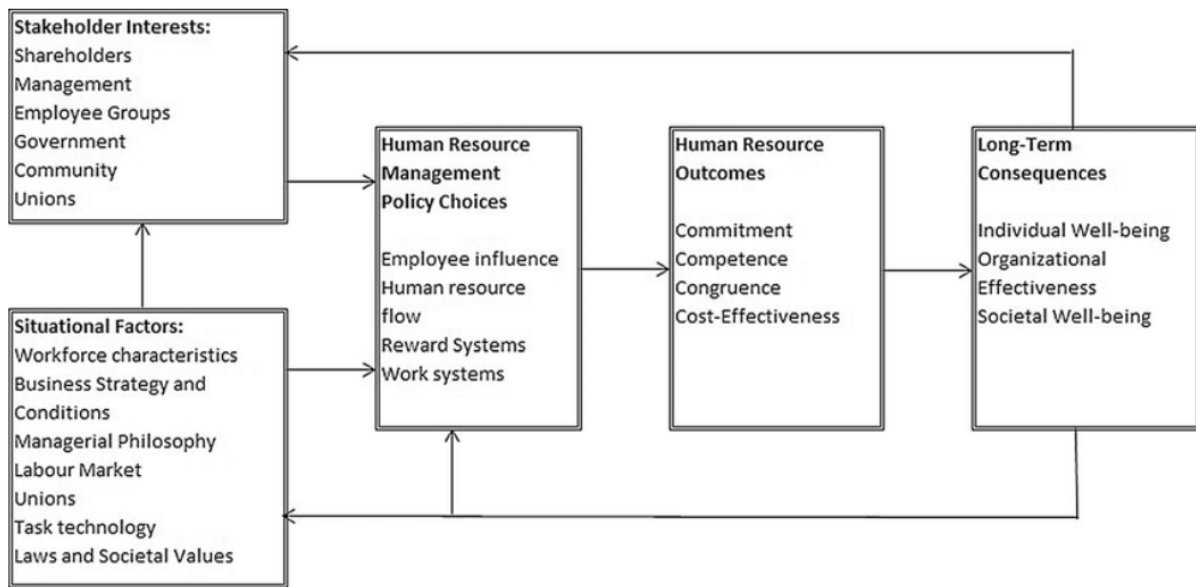 Stakeholder Interests:
Shareholders
Management
Employee Groups
Government
Community
Unions
Situational Factors:
Workforce characteristics
Business Strategy and
Conditions
Managerial Philosophy
Labour Market
Unions
Task technology
Laws and Societal Values
Human Resource
Management
Policy Choices
Employee influence
Human resource
flow
Reward Systems
Work systems
Human Resource
Outcomes
Commitment
Competence
Congruence
Cost-Effectiveness
Long-Term
Consequences
Individual Well-being
Organizational
Effectiveness
Societal Well-being